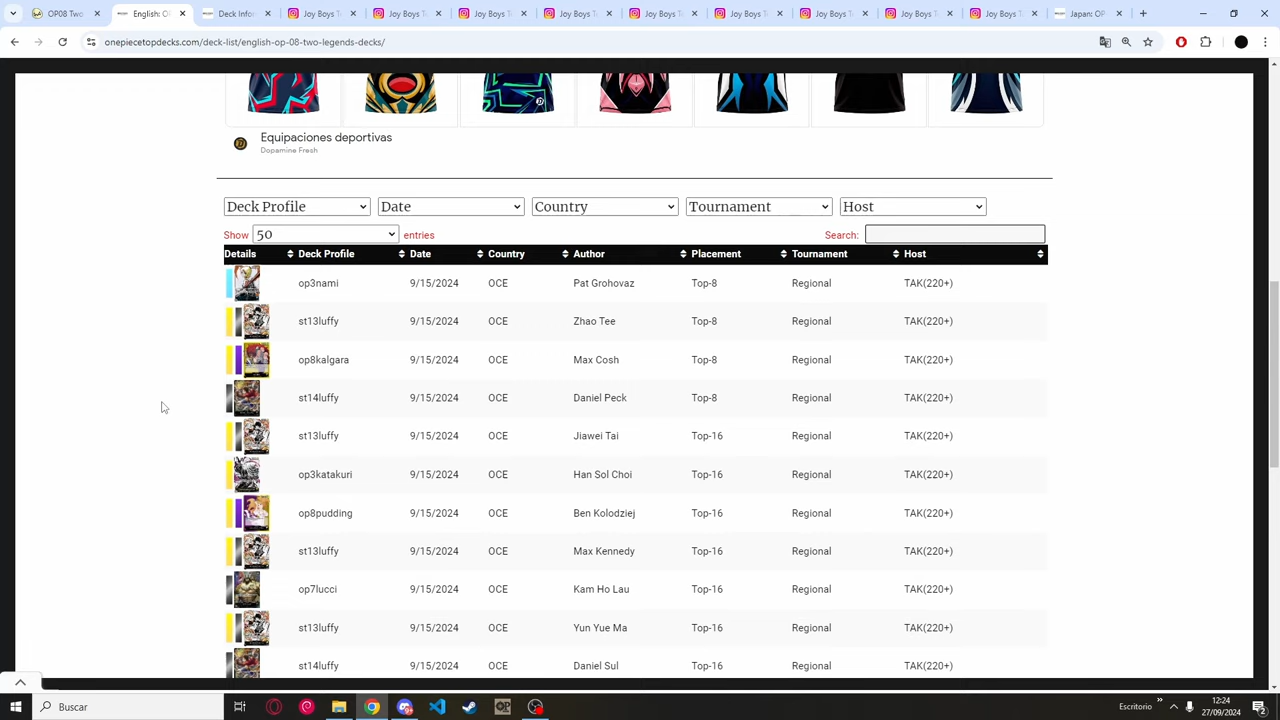 OP08 Two
English: O
Deck Info
Joy Boys T
Joy Boys T
Joy Boys T
Joy Boys T
Joy Boys T
Joy Boys T
Joy Boys T
Joy Boys T
Joy Boys T
Japan: OP
onepiecetopdecks.com/deck-list/english-op-08-two-legends-decks/
Equipaciones deportivas
Dopamine Fresh
Deck Profile Date Country Tournament Host
Show 50 entries Search:
Details Deck Profile Date Country Author Placement Tournament Host
op3nami 9/15/2024 OCE Pat Grohovaz Top-8 Regional TAK(220+)
st13luffy 9/15/2024 OCE Zhao Tee Top-8 Regional TAK(220+)
op8kalgara 9/15/2024 OCE Max Cosh Top-8 Regional TAK(220+)
st14luffy 9/15/2024 OCE Daniel Peck Top-8 Regional TAK(220+)
st13luffy 9/15/2024 OCE Jiawei Tai Top-16 Regional TAK(220+)
op3katakuri 9/15/2024 OCE Han Sol Choi Top-16 Regional TAK(220+)
op8pudding 9/15/2024 OCE Ben Kolodziej Top-16 Regional TAK(220+)
st13luffy 9/15/2024 OCE Max Kennedy Top-16 Regional TAK(220+)
op7lucci 9/15/2024 OCE Kam Ho Lau Top-16 Regional TAK(220+)
st13luffy 9/15/2024 OCE Yun Yue Ma Top-16 Regional TAK(220+)
st14luffy 9/15/2024 OCE Daniel Sul Top-16 Regional TAK(220+)
Buscar
Escritorio
12:24
27/09/2024
2